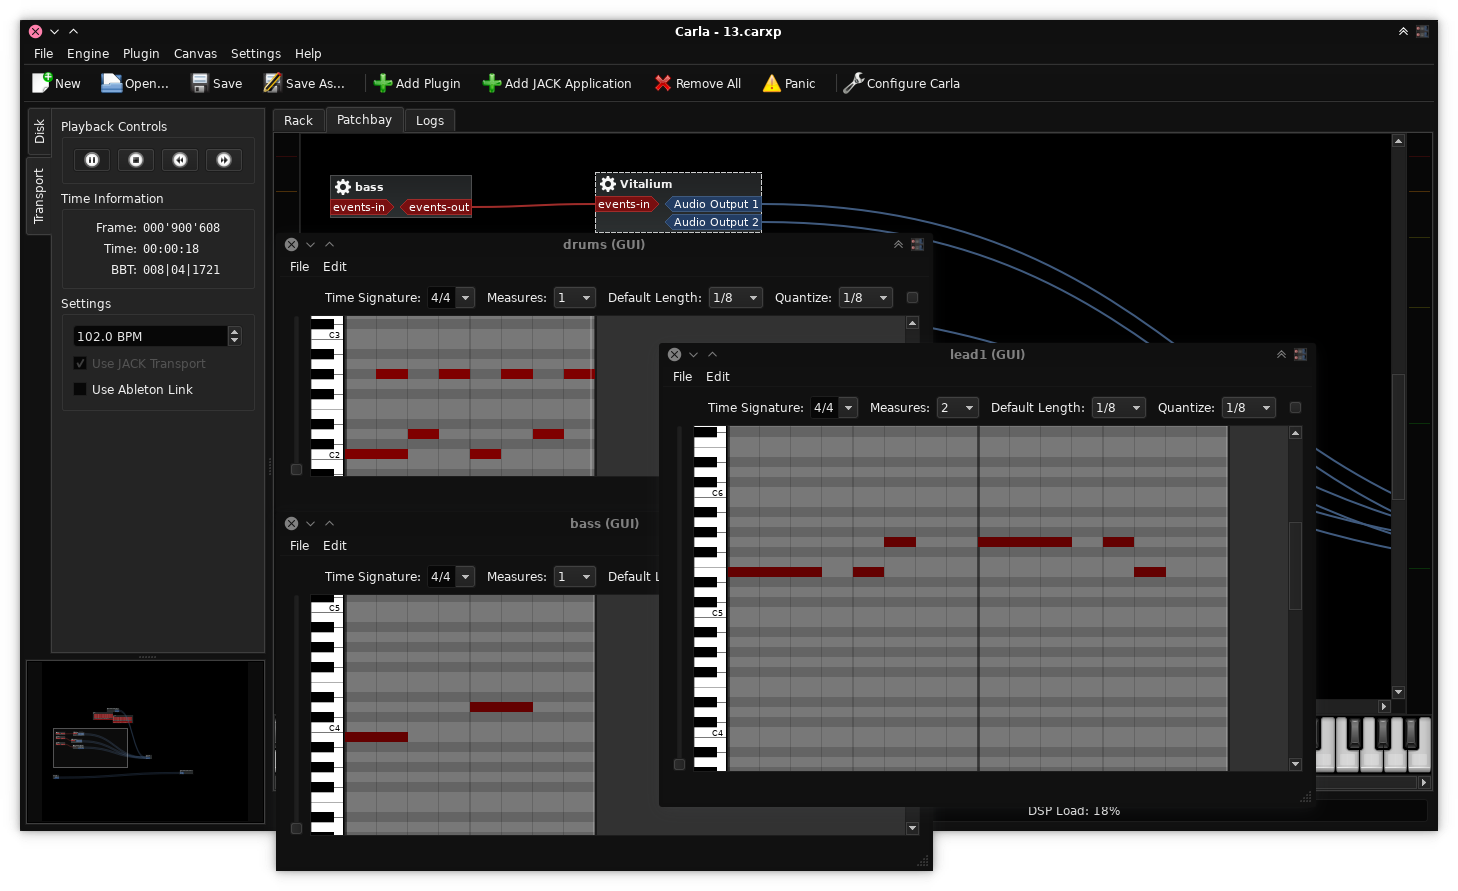 Carla - 13.carxp
File Engine Plugin Canvas Settings Help
New Open... Save Save As... Add Plugin Add JACK Application Remove All Panic Configure Carla
Disk
Transport
Playback Controls
Time Information
Frame: 000'900'608
Time: 00:00:18
BBT: 008|04|1721
Settings
102.0 BPM
Use JACK Transport
Use Ableton Link
Rack Patchbay Logs
bass
events-in events-out
Vitalium
events-in Audio Output 1
Audio Output 2
drums (GUI)
File Edit
Time Signature: 4/4 Measures: 1 Default Length: 1/8 Quantize: 1/8
C3
C2
bass (GUI)
File Edit
Time Signature: 4/4 Measures: 1 Default L
C5
C4
lead1 (GUI)
File Edit
Time Signature: 4/4 Measures: 2 Default Length: 1/8 Quantize: 1/8
C6
C5
C4
DSP Load: 18%